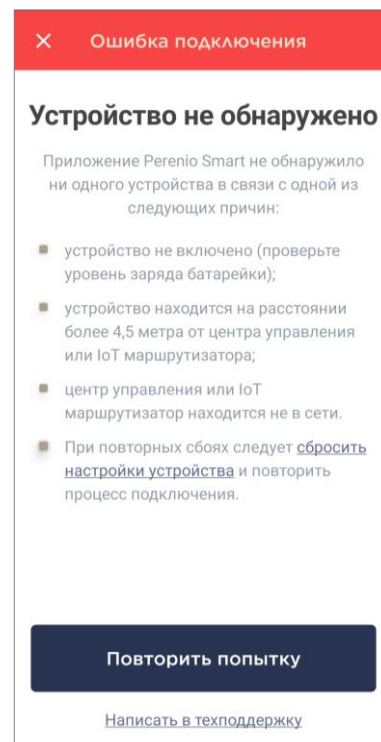 Ошибка подключения
Устройство не обнаружено
Приложение Perenio Smart не обнаружило
ни одного устройства в связи с одной из
следующих причин:
устройство не включено (проверьте
уровень заряда батарейки);
устройство находится на расстоянии
более 4,5 метра от центра управления
или IoT маршрутизатора;
центр управления или IoT
маршрутизатор находится не в сети.
При повторных сбоях следует сбросить
настройки устройства и повторить
процесс подключения.
Повторить попытку
Написать в техподдержку